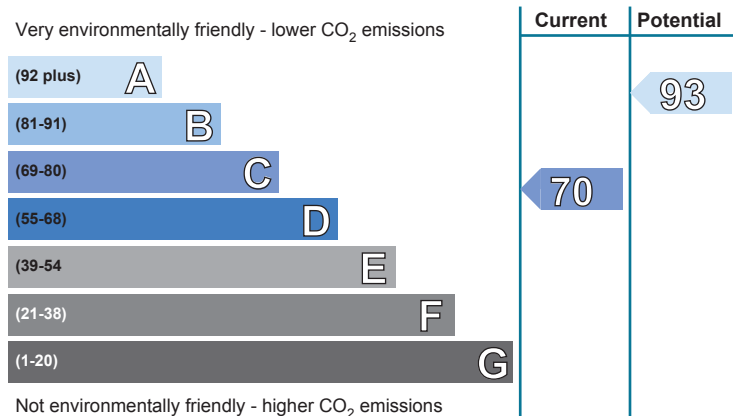 Current Potential
Very environmentally friendly - lower CO2 emissions
(92 plus) A
93
(81-91) B
(69-80) C
70
(55-68) D
(39-54 E
(21-38) F
(1-20) G
Not environmentally friendly - higher CO2 emissions